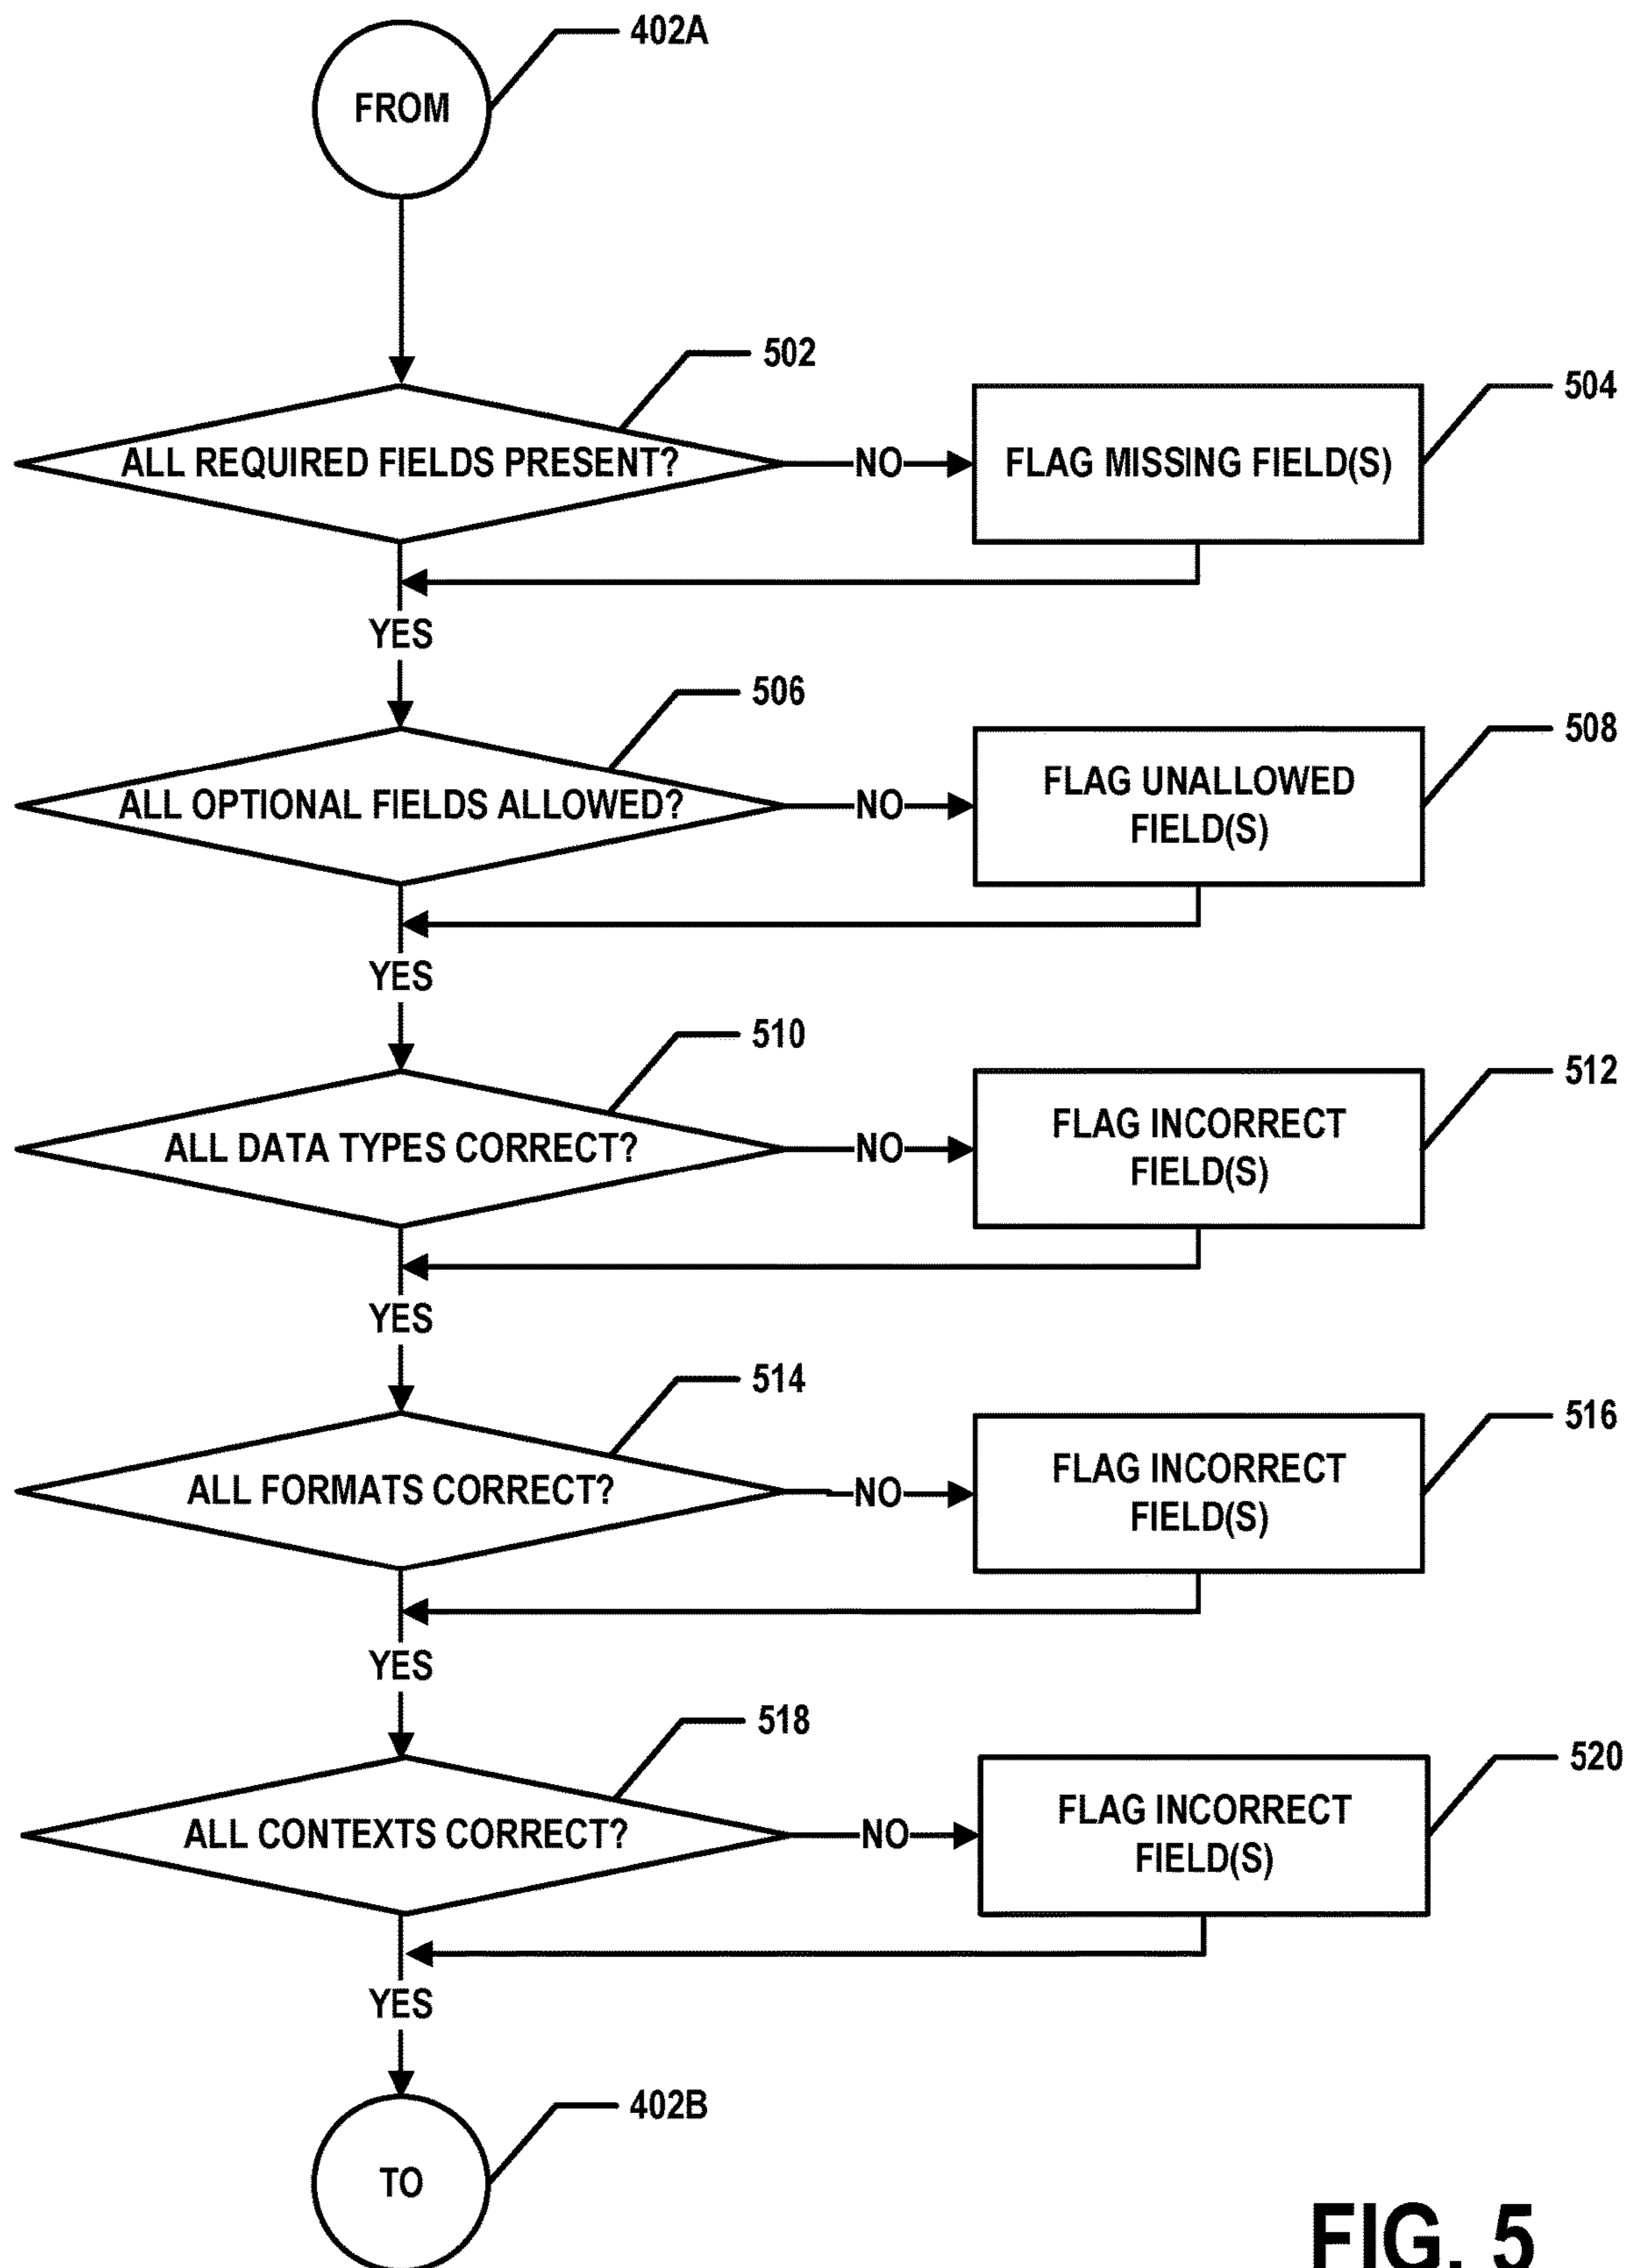 402A
FROM
502
504
ALL REQUIRED FIELDS PRESENT?
NO
FLAG MISSING FIELD(S)
YES
506
508
ALL OPTIONAL FIELDS ALLOWED?
NO
FLAG UNALLOWED
FIELD(S)
YES
510
512
ALL DATA TYPES CORRECT?
NO
FLAG INCORRECT
FIELD(S)
YES
514
516
ALL FORMATS CORRECT?
NO
FLAG INCORRECT
FIELD(S)
YES
518
520
ALL CONTEXTS CORRECT?
NO
FLAG INCORRECT
FIELD(S)
YES
402B
TO
FIG. 5